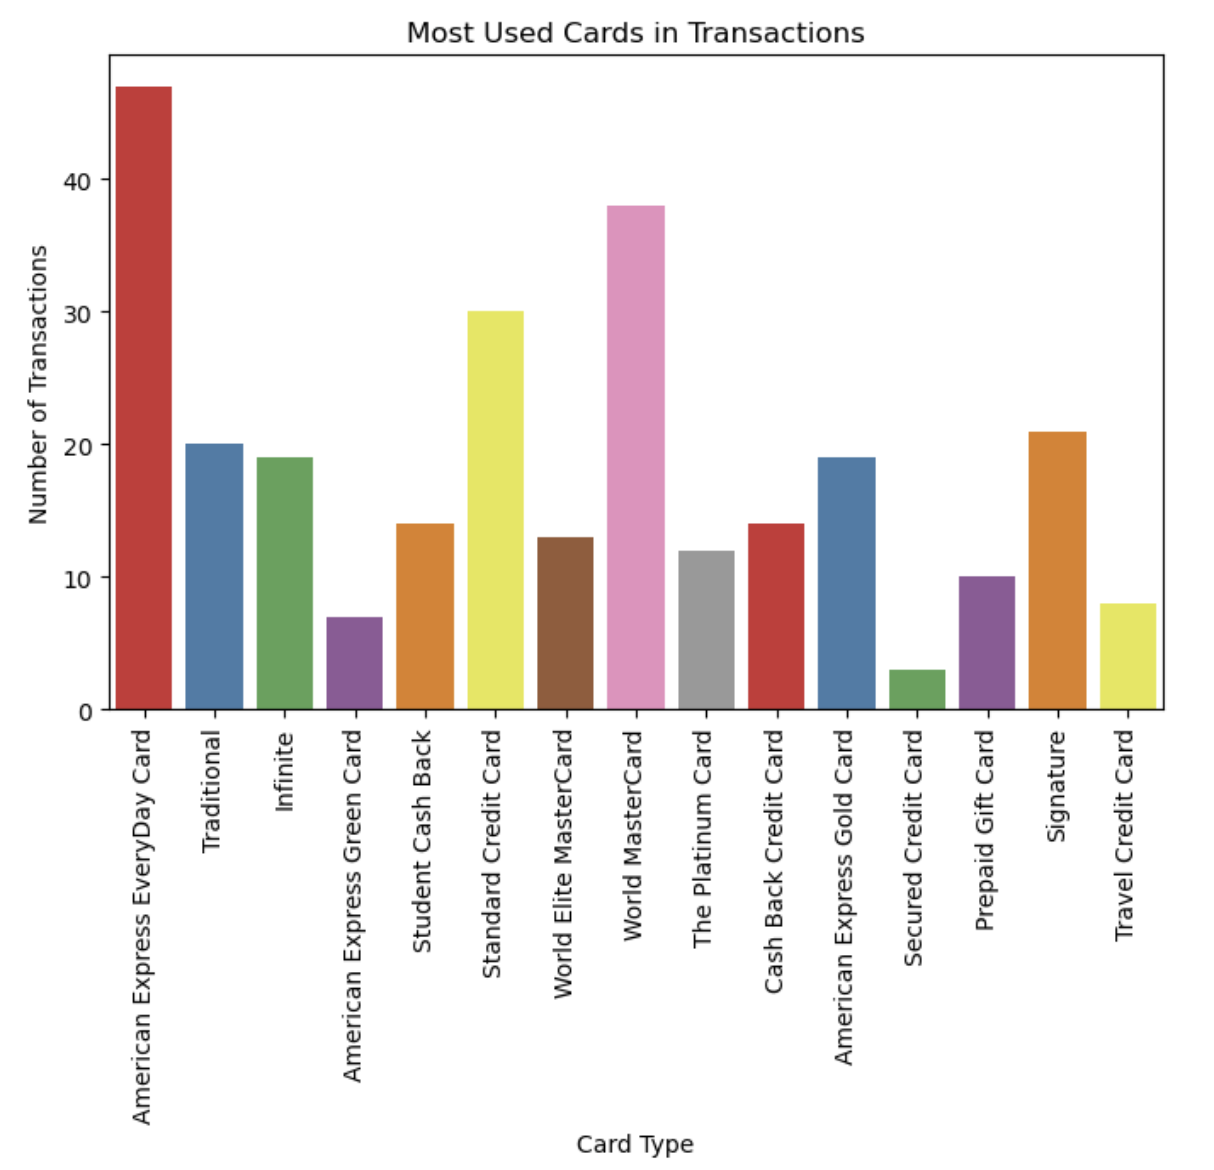 Most Used Cards in Transactions
Number of Transactions
40
30
20
10
0
American Express EveryDay Card
Traditional
Infinite
American Express Green Card
Student Cash Back
Standard Credit Card
World Elite MasterCard
World MasterCard
The Platinum Card
Cash Back Credit Card
American Express Gold Card
Secured Credit Card
Prepaid Gift Card
Signature
Travel Credit Card
Card Type